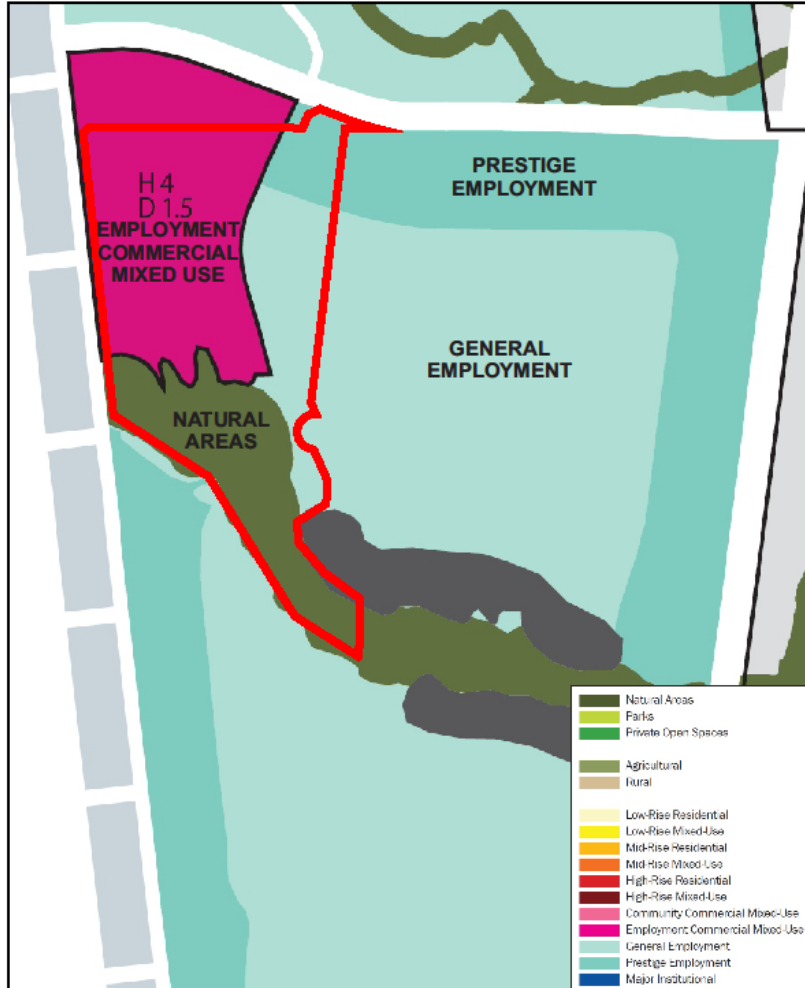 PRESTIGE
EMPLOYMENT
H 4
D 1.5
EMPLOYMENT
COMMERCIAL
MIXED USE
GENERAL
EMPLOYMENT
NATURAL
AREAS
Natural Areas
Parks
Private Open Spaces
Agricultural
Rural
Low-Rise Residential
Low-Rise Mixed-Use
Mid-Rise Residential
Mid-Rise Mixed-Use
High-Rise Residential
High-Rise Mixed-Use
Community Commercial Mixed-Use
Employment Commercial Mixed-Use
General Employment
Prestige Employment
Major Institutional